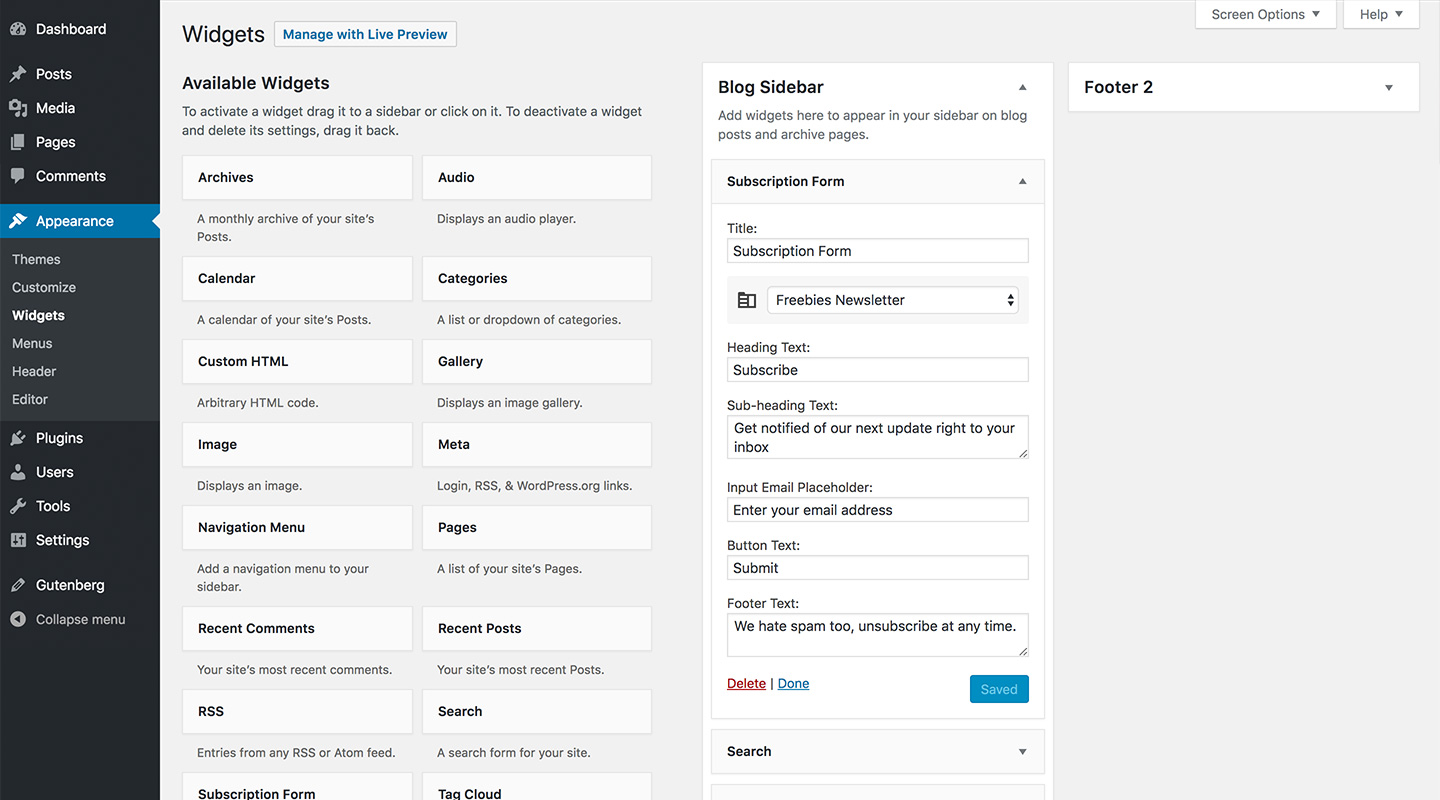 Dashboard
Posts
Media
Pages
Comments
Appearance
Themes
Customize
Widgets
Menus
Header
Editor
Plugins
Users
Tools
Settings
Gutenberg
Collapse menu
Screen Options
Help
Widgets
Manage with Live Preview
Available Widgets
To activate a widget drag it to a sidebar or click on it. To deactivate a widget
and delete its settings, drag it back.
Archives
A monthly archive of your site’s
Posts.
Audio
Displays an audio player.
Calendar
A calendar of your site’s Posts.
Categories
A list or dropdown of categories.
Custom HTML
Arbitrary HTML code.
Gallery
Displays an image gallery.
Image
Displays an image.
Meta
Login, RSS, & WordPress.org links.
Navigation Menu
Add a navigation menu to your
sidebar.
Pages
A list of your site’s Pages.
Recent Comments
Your site’s most recent comments.
Recent Posts
Your site’s most recent Posts.
RSS
Entries from any RSS or Atom feed.
Search
A search form for your site.
Subscription Form
Tag Cloud
Blog Sidebar
Add widgets here to appear in your sidebar on blog
posts and archive pages.
Subscription Form
Title:
Subscription Form
Freebies Newsletter
Heading Text:
Subscribe
Sub-heading Text:
Get notified of our next update right to your
inbox
Input Email Placeholder:
Enter your email address
Button Text:
Submit
Footer Text:
We hate spam too, unsubscribe at any time.
Delete | Done
Saved
Search
Footer 2